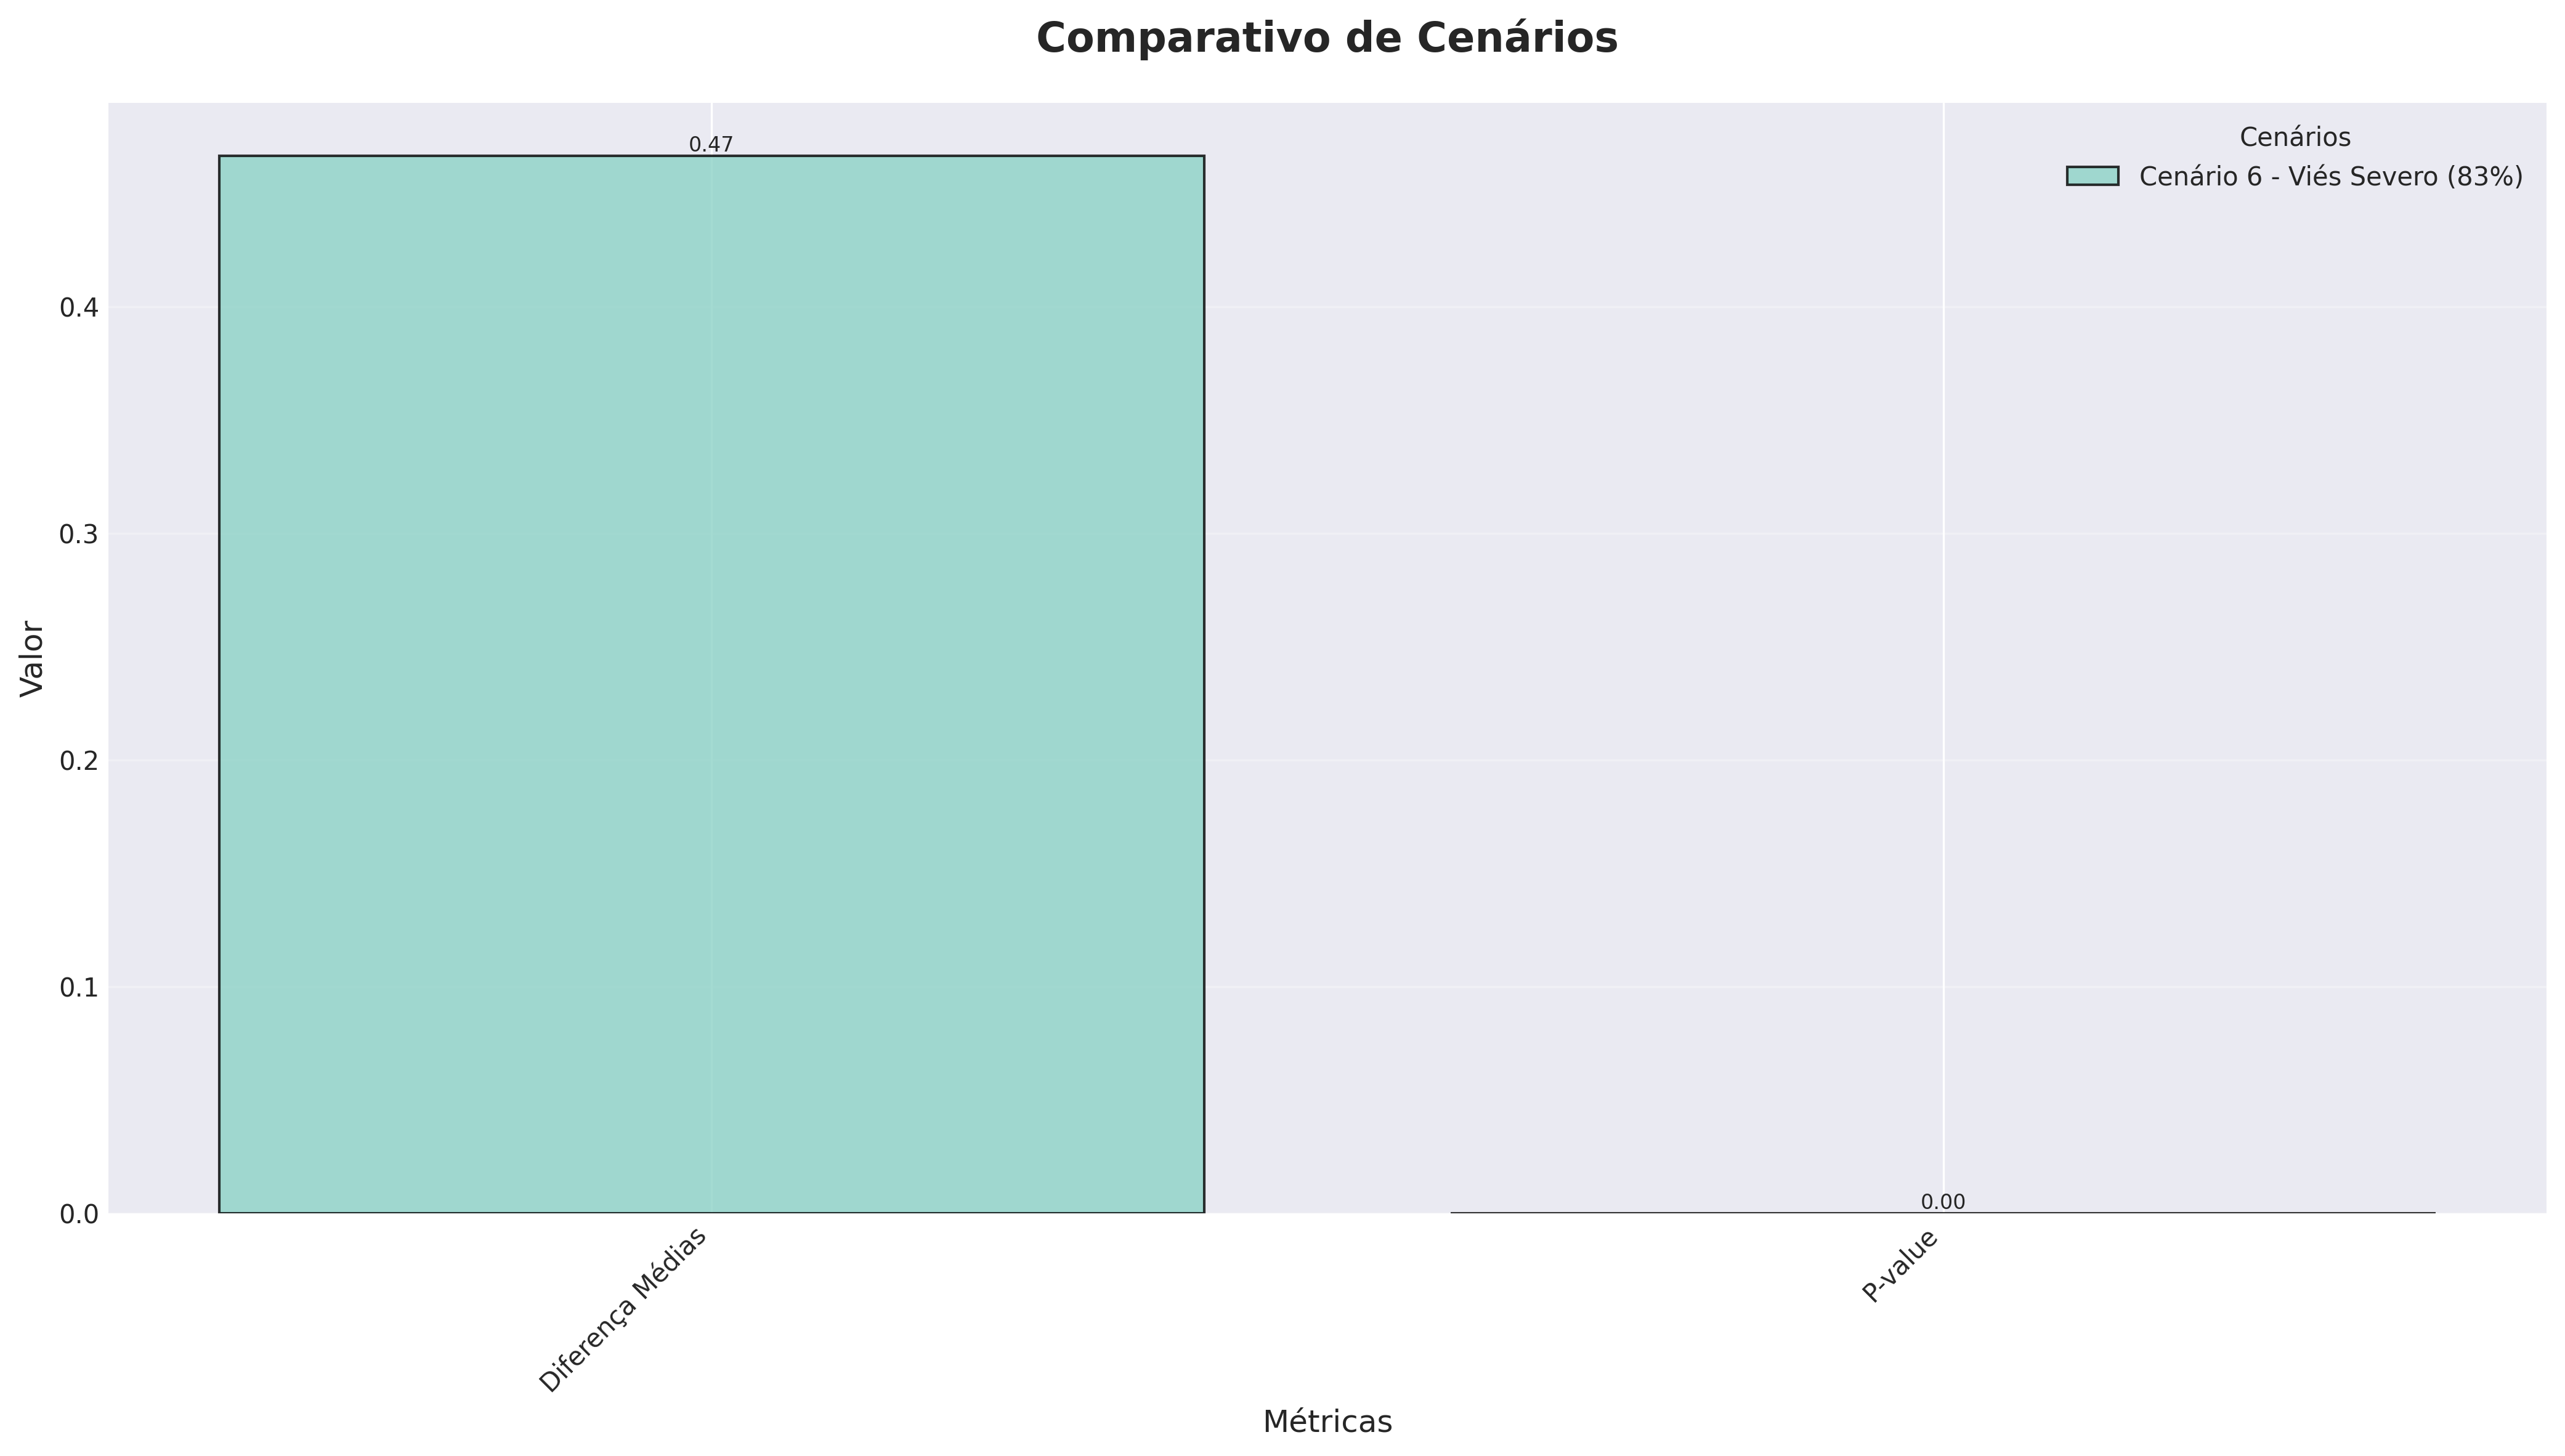 Comparativo de Cenários
0.47
Cenários
Cenário 6 - Viés Severo (83%)
0.4
0.3
0.2
0.1
0.0
Valor
0.00
Diferença Médias
P-value
Métricas